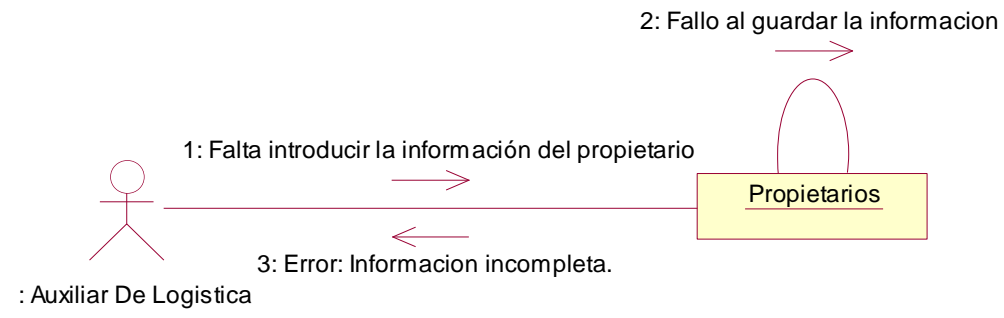 2: Fallo al guardar la informacion
1: Falta introducir la información del propietario
Propietarios
3: Error: Informacion incompleta.
: Auxiliar De Logistica